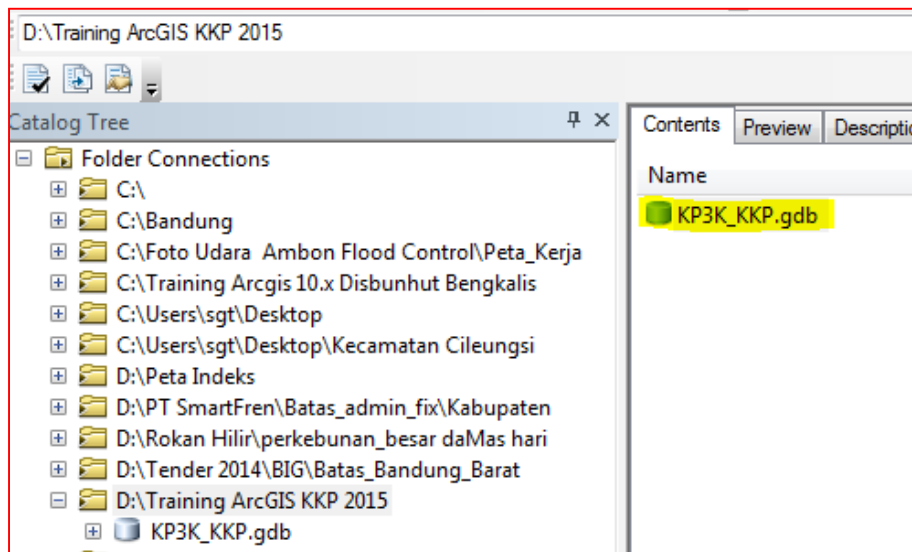 D:\Training ArcGIS KKP 2015
Catalog Tree
Folder Connections
C:\
C:\Bandung
C:\Foto Udara  Ambon Flood Control\Peta_Kerja
C:\Training Arcgis 10.x Disbunhut Bengkalis
C:\Users\sgt\Desktop
C:\Users\sgt\Desktop\Kecamatan Cileungsi
D:\Peta Indeks
D:\PT SmartFren\Batas_admin_fix\Kabupaten
D:\Rokan Hilir\perkebunan_besar daMas hari
D:\Tender 2014\BIG\Batas_Bandung_Barat
D:\Training ArcGIS KKP 2015
KP3K_KKP.gdb
Contents Preview Descriptio
Name
KP3K_KKP.gdb